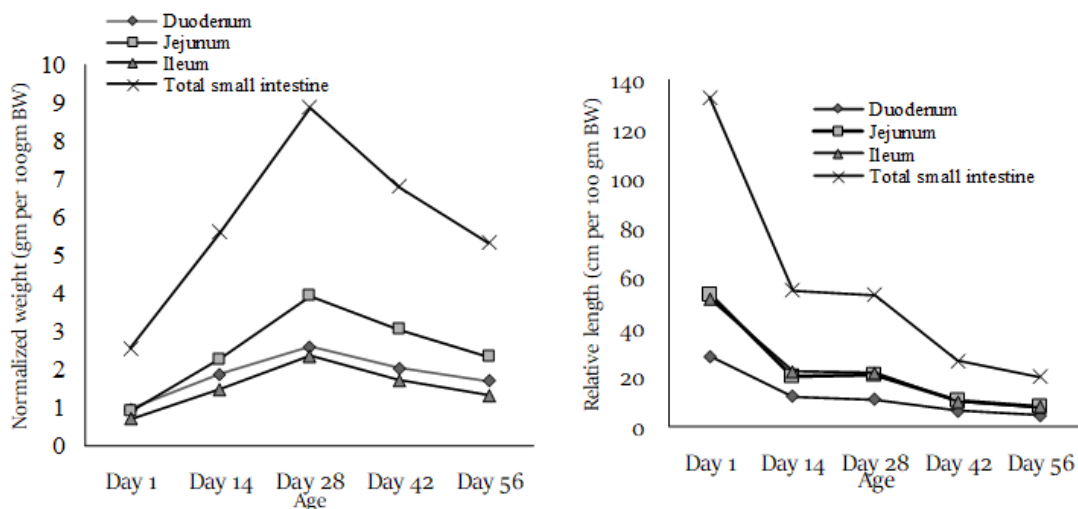 Duodenum
Jejunum
Ileum
Total small intestine
Normalized weight (gm per 100gm BW)
10
9
8
7
6
5
4
3
2
1
0
Day 1 Day 14 Day 28 Day 42 Day 56
Age
Duodenum
Jejunum
Ileum
Total small intestine
Relative length (cm per 100 gm BW)
140
120
100
80
60
40
20
0
Day 1 Day 14 Day 28 Day 42 Day 56
Age